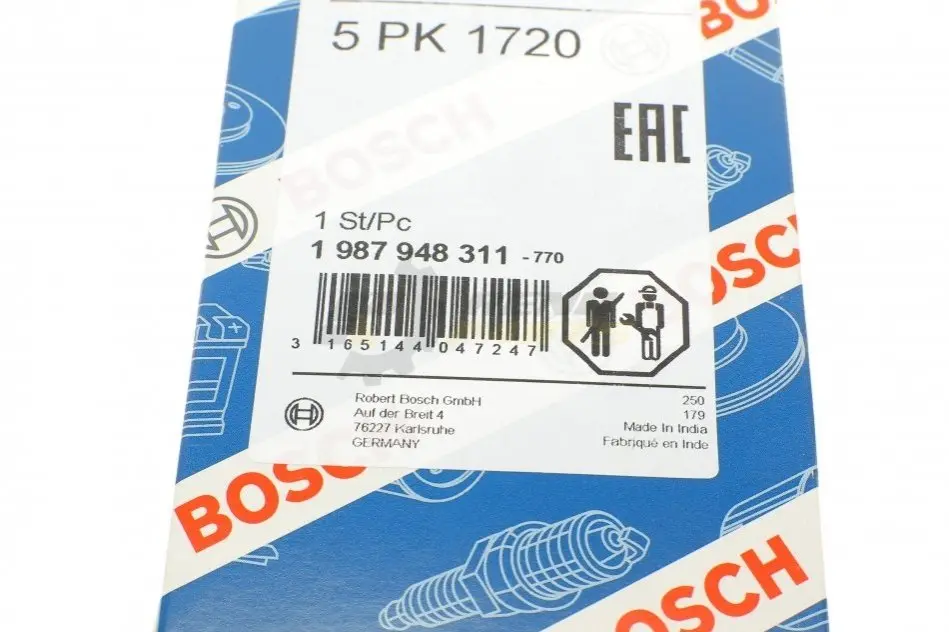 5 PK 1720
BOSCH
EAC
BOSCH
1 St/Pc
1 987 948 311 - 770
BOSCH
3 165144 047247
Robert Bosch GmbH
Auf der Breit 4
76227 Karlsruhe
GERMANY
250
179
Made In India
Fabriqué en Inde
BOSCH
BOSCH